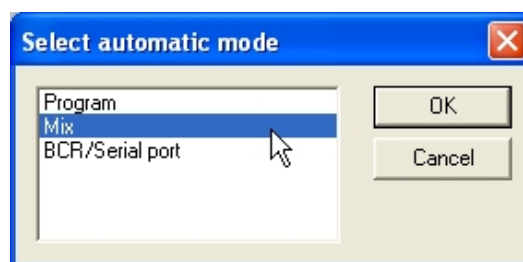 Select automatic mode
Program
Mix
BCR/Serial port
OK
Cancel